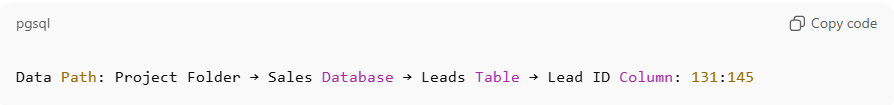 pgsql
Copy code
Data Path: Project Folder → Sales Database → Leads Table → Lead ID Column: 131:145